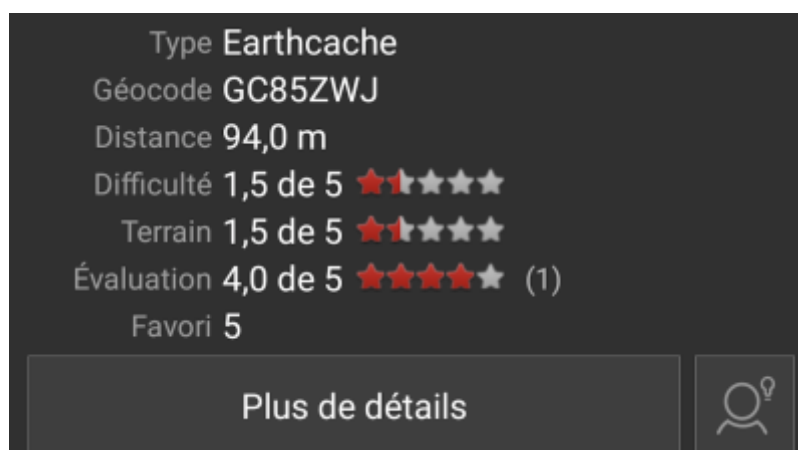 Type Earthcache
Géocode GC85ZWJ
Distance 94,0 m
Difficulté 1,5 de 5
Terrain 1,5 de 5
Évaluation 4,0 de 5 (1)
Favori 5
Plus de détails